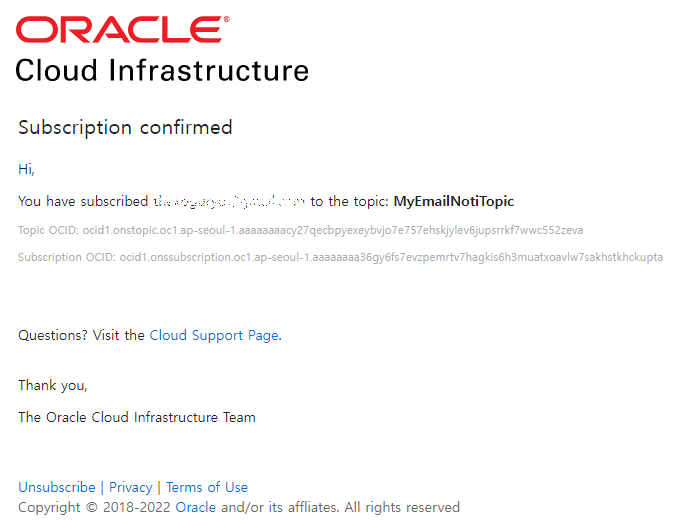 ORACLE®
Cloud Infrastructure
Subscription confirmed
Hi,
You have subscribed to the topic: MyEmailNotiTopic
Topic OCID: ocid1.onstopic.oc1.ap-seoul-1.aaaaaaaacy27qecbpyexeybvjo7e757ehskjylev6jupsrrkf7wwc552zeva
Subscription OCID: ocid1.onssubscription.oc1.ap-seoul-1.aaaaaaaa36gy6fs7evzpemrtv7hagkis6h3muatxoavlw7sakhstkhckupta
Questions? Visit the Cloud Support Page.
Thank you,
The Oracle Cloud Infrastructure Team
Unsubscribe | Privacy | Terms of Use
Copyright © 2018-2022 Oracle and/or its affliates. All rights reserved